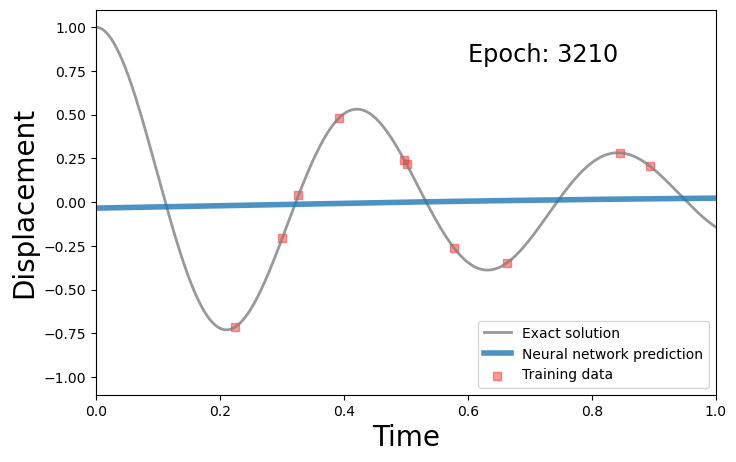 Epoch: 3210
Displacement
1.00
0.75
0.50
0.25
0.00
−0.25
−0.50
−0.75
−1.00
Exact solution
Neural network prediction
Training data
0.0 0.2 0.4 0.6 0.8 1.0
Time